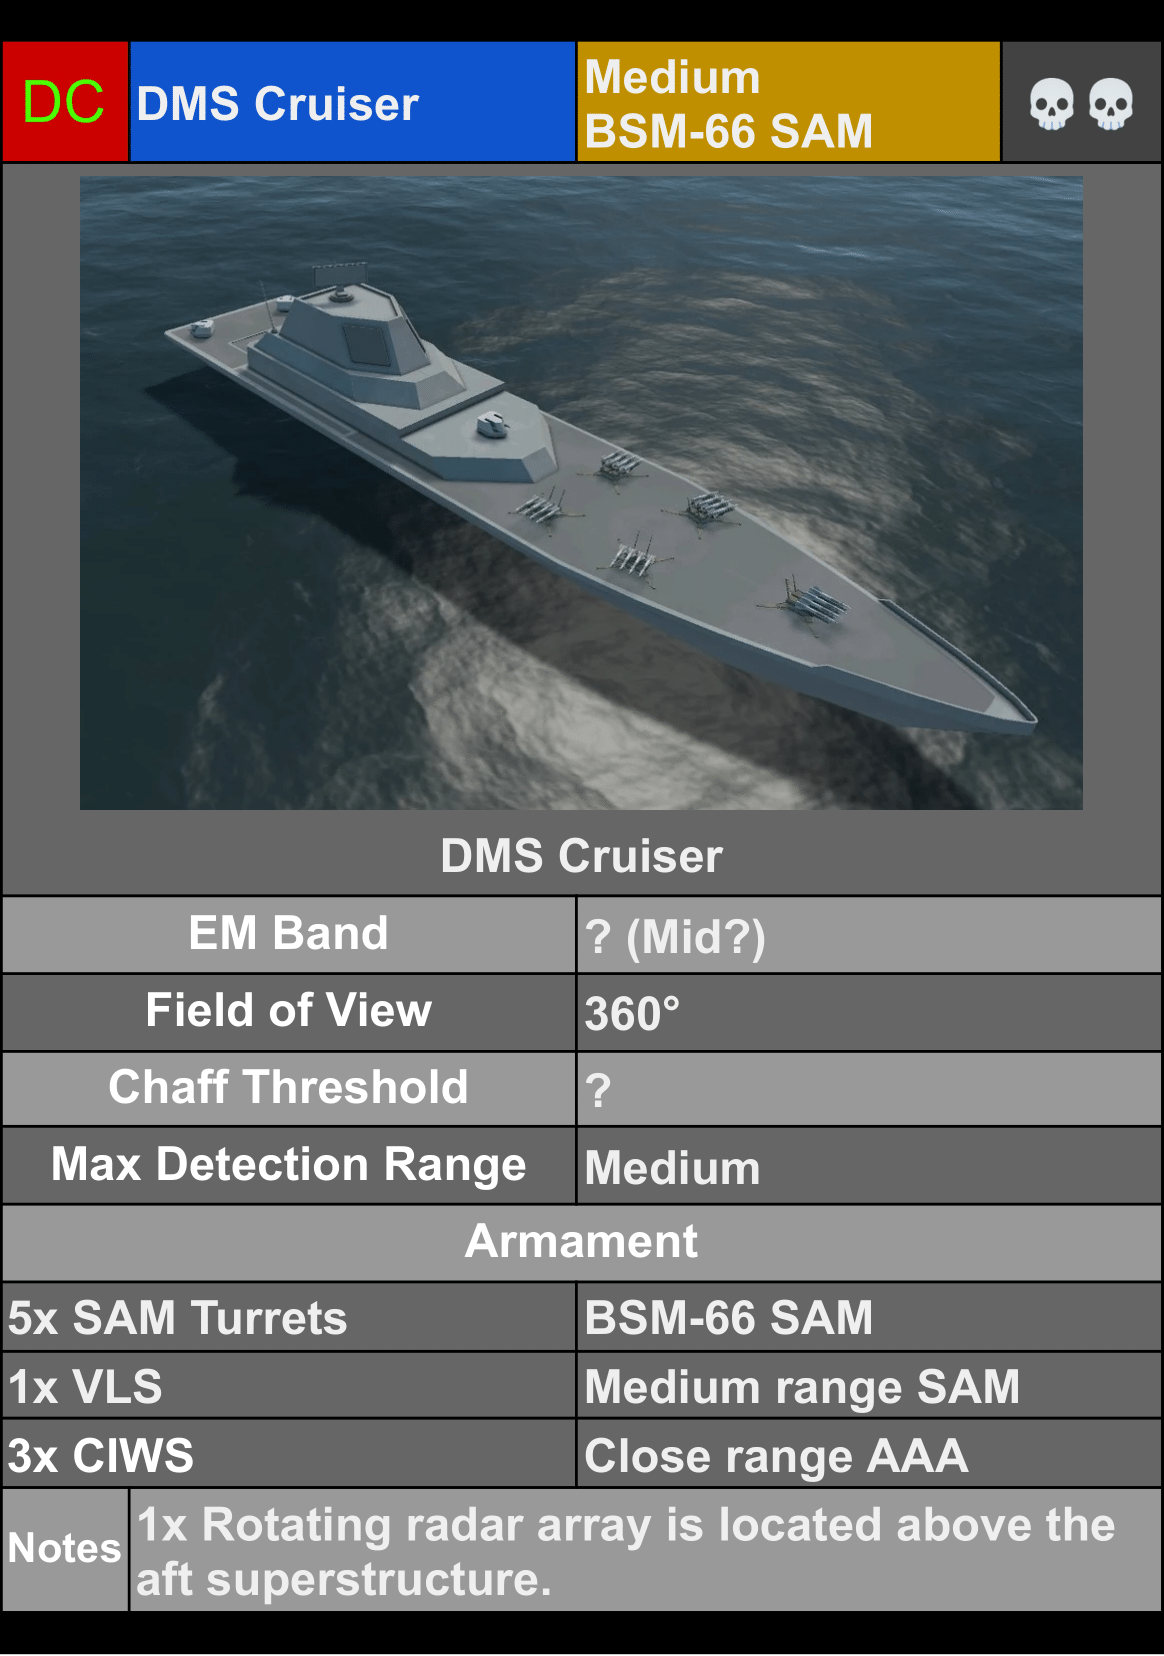 DC
DMS Cruiser
Medium
BSM-66 SAM
DMS Cruiser
EM Band
? (Mid?)
Field of View
360°
Chaff Threshold
?
Max Detection Range
Medium
Armament
5x SAM Turrets
BSM-66 SAM
1x VLS
Medium range SAM
3x CIWS
Close range AAA
Notes
1x Rotating radar array is located above the
aft superstructure.